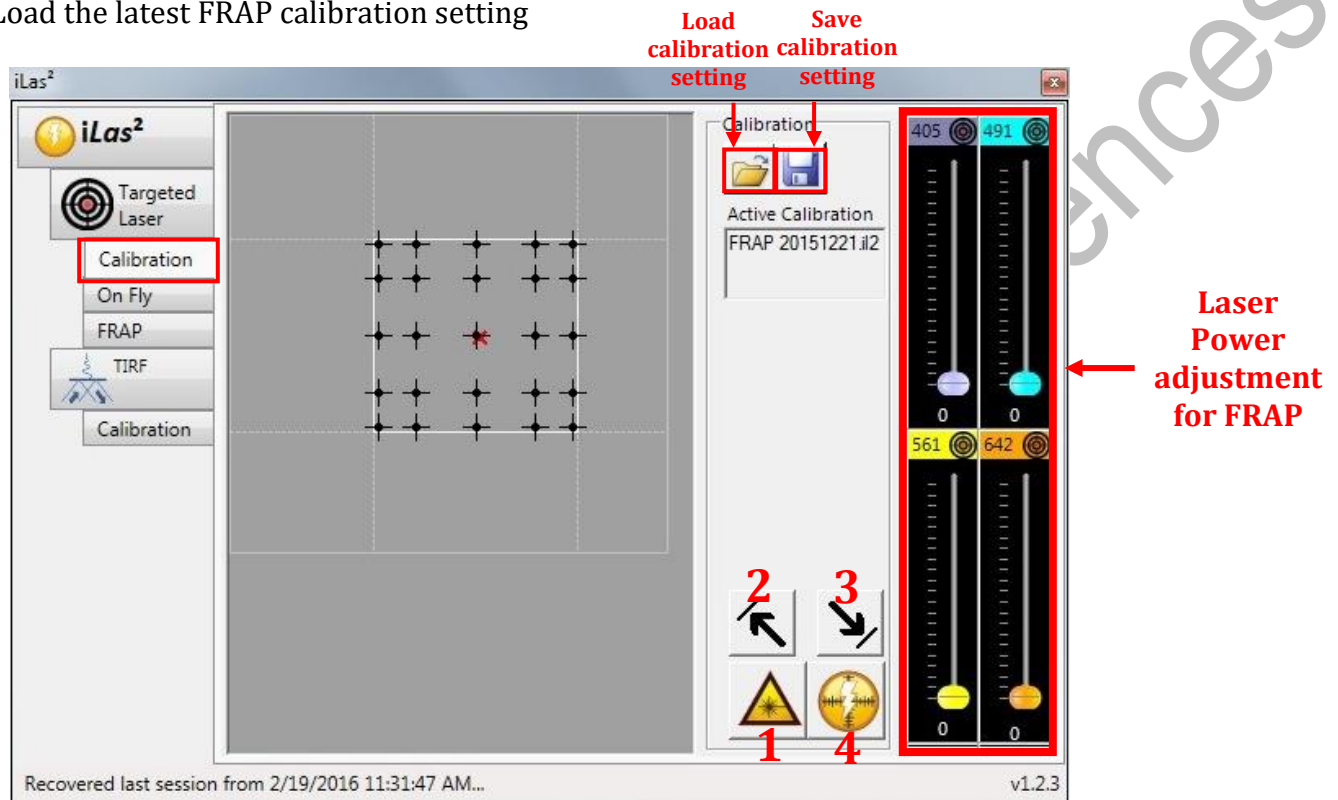 Load the latest FRAP calibration setting
Load
calibration
setting
Save
calibration
setting
iLas²
iLas²
Targeted
Laser
Calibration
On Fly
FRAP
TIRF
Calibration
Calibration
Active Calibration
FRAP 20151221.il2
405
491
0
0
561
642
0
0
Laser
Power
adjustment
for FRAP
2
3
1
4
Recovered last session from 2/19/2016 11:31:47 AM...
v1.2.3
ences